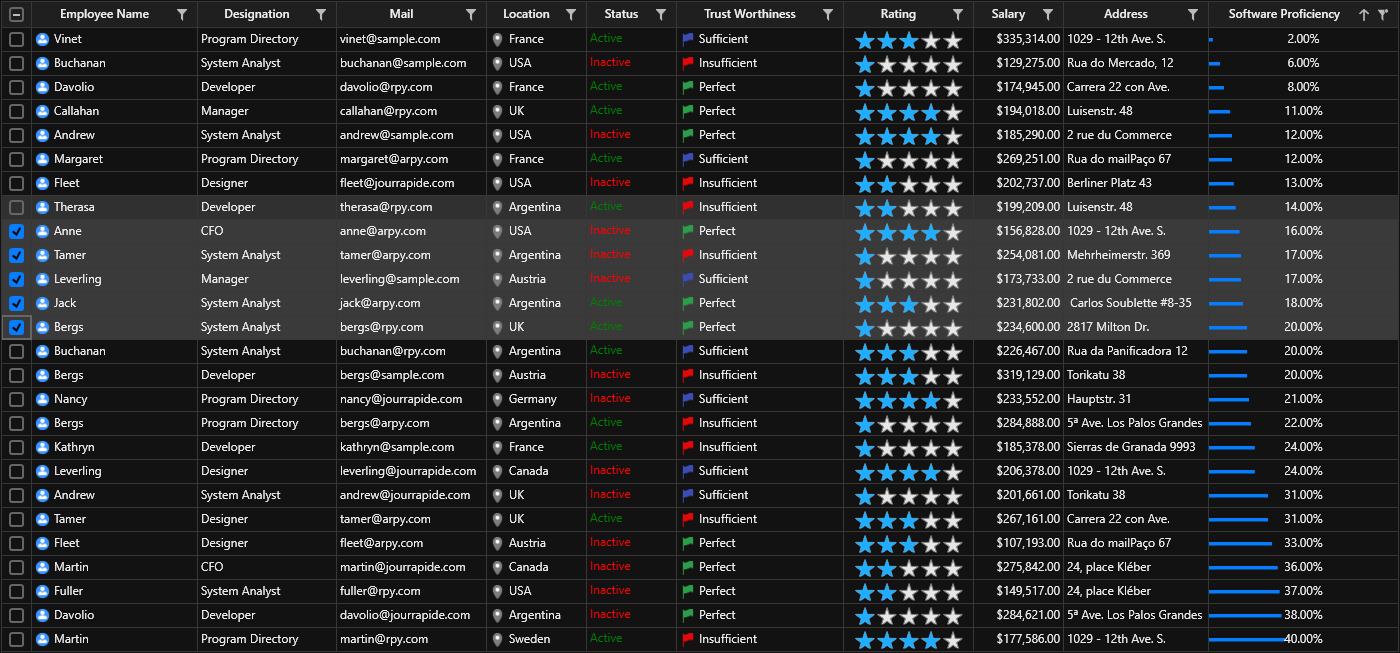 Employee Name Designation Mail Location Status Trust Worthiness Rating Salary Address Software Proficiency
Vinet Program Directory vinet@sample.com France Active Sufficient $335,314.00 1029 - 12th Ave. S. 2.00%
Buchanan System Analyst buchanan@sample.com USA Inactive Insufficient $129,275.00 Rua do Mercado, 12 6.00%
Davolio Developer davolio@rpy.com France Active Perfect $174,945.00 Carrera 22 con Ave. 8.00%
Callahan Manager callahan@rpy.com UK Active Perfect $194,018.00 Luisenstr. 48 11.00%
Andrew System Analyst andrew@sample.com USA Inactive Perfect $185,290.00 2 rue du Commerce 12.00%
Margaret Program Directory margaret@arpy.com France Active Sufficient $269,251.00 Rua do mailPaço 67 12.00%
Fleet Designer fleet@jourrapide.com USA Inactive Insufficient $202,737.00 Berliner Platz 43 13.00%
Therasa Developer therasa@rpy.com Argentina Active Insufficient $199,209.00 Luisenstr. 48 14.00%
Anne CFO anne@arpy.com USA Inactive Perfect $156,828.00 1029 - 12th Ave. S. 16.00%
Tamer System Analyst tamer@arpy.com Argentina Inactive Insufficient $254,081.00 Mehrheimerstr. 369 17.00%
Leverling Manager leverling@sample.com Austria Inactive Sufficient $173,733.00 2 rue du Commerce 17.00%
Jack System Analyst jack@arpy.com Argentina Active Perfect $231,802.00 Carlos Soublette #8-35 18.00%
Bergs System Analyst bergs@rpy.com UK Active Perfect $234,600.00 2817 Milton Dr. 20.00%
Buchanan System Analyst buchanan@rpy.com Argentina Active Sufficient $226,467.00 Rua da Panificadora 12 20.00%
Bergs Developer bergs@sample.com Austria Inactive Insufficient $319,129.00 Torikatu 38 20.00%
Nancy Program Directory nancy@jourrapide.com Germany Inactive Sufficient $233,552.00 Hauptstr. 31 21.00%
Bergs Program Directory bergs@arpy.com Argentina Active Insufficient $284,888.00 5ª Ave. Los Palos Grandes 22.00%
Kathryn Developer kathryn@sample.com France Active Insufficient $185,378.00 Sierras de Granada 9993 24.00%
Leverling Designer leverling@jourrapide.com Canada Inactive Sufficient $206,378.00 1029 - 12th Ave. S. 24.00%
Andrew System Analyst andrew@jourrapide.com UK Inactive Sufficient $201,661.00 Torikatu 38 31.00%
Tamer Designer tamer@arpy.com UK Active Insufficient $267,161.00 Carrera 22 con Ave. 31.00%
Fleet Designer fleet@arpy.com Austria Inactive Perfect $107,193.00 Rua do mailPaço 67 33.00%
Martin CFO martin@jourrapide.com Canada Inactive Perfect $275,842.00 24, place Kléber 36.00%
Fuller System Analyst fuller@rpy.com USA Inactive Perfect $149,517.00 24, place Kléber 37.00%
Davolio Developer davolio@jourrapide.com Argentina Inactive Perfect $284,621.00 5ª Ave. Los Palos Grandes 38.00%
Martin Program Directory martin@rpy.com Sweden Active Insufficient $177,586.00 1029 - 12th Ave. S. 40.00%